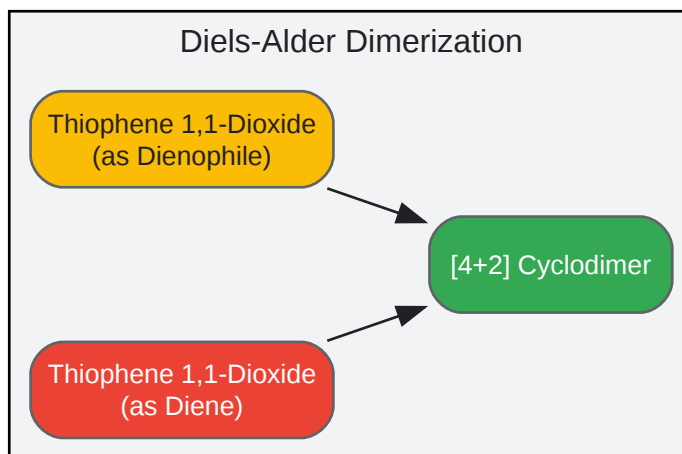 Diels-Alder Dimerization
Thiophene 1,1-Dioxide
(as Dienophile)
[4+2] Cyclodimer
Thiophene 1,1-Dioxide
(as Diene)